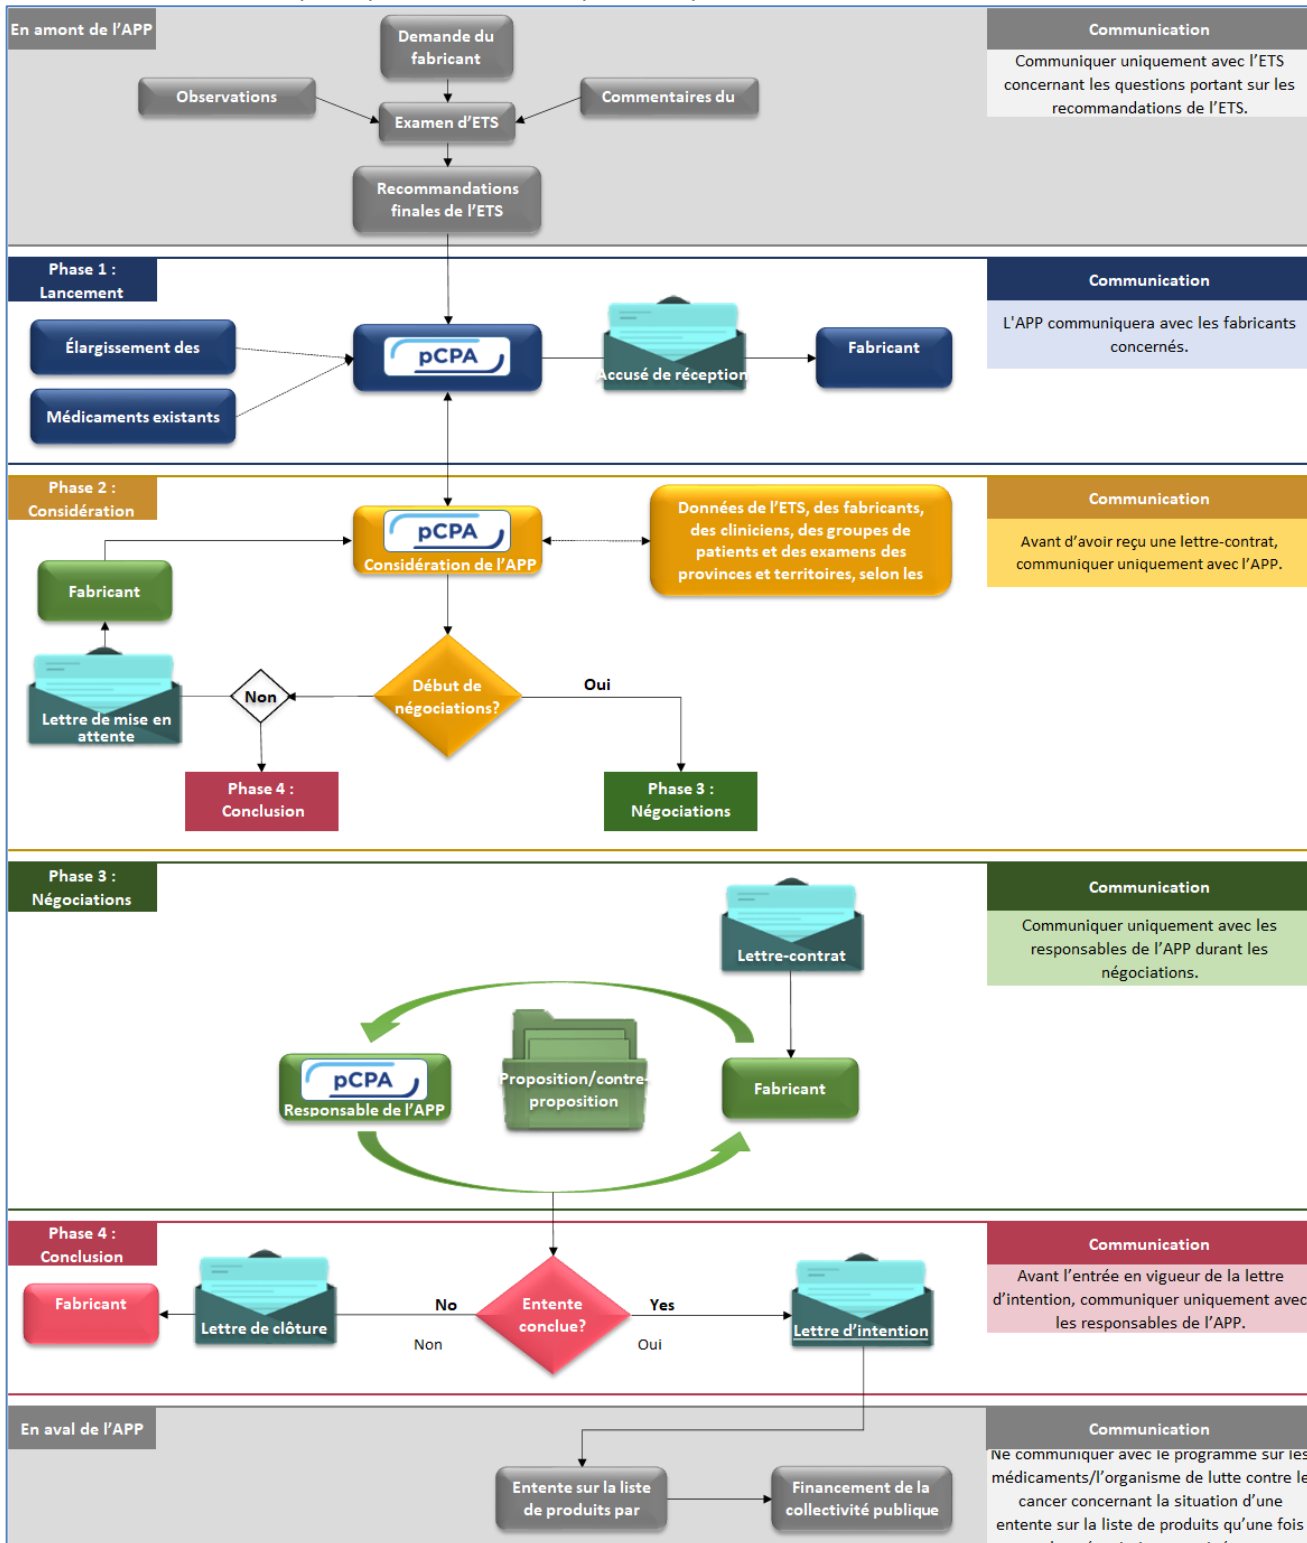 En amont de l’APP
Demande du
fabricant
Communication
Communiquer uniquement avec l’ETS
concernant les questions portant sur les
recommandations de l’ETS.
Observations
Commentaires du
Examen d’ETS
Recommandations
finales de l’ETS
Phase 1 :
Lancement
Communication
L'APP communiquera avec les fabricants
concernés.
Élargissement des
pCPA
Accusé de réception
Fabricant
Médicaments existants
Phase 2 :
Considération
Communication
Avant d’avoir reçu une lettre-contrat,
communiquer uniquement avec l’APP.
pCPA
Considération de l’APP
Données de l’ETS, des fabricants,
des cliniciens, des groupes de
patients et des examens des
provinces et territoires, selon les
Fabricant
Lettre de mise en
attente
Non
Début de
négociations?
Oui
Phase 4 :
Conclusion
Phase 3 :
Négociations
Phase 3 :
Négociations
Communication
Communiquer uniquement avec les
responsables de l’APP durant les
négociations.
Lettre-contrat
pCPA
Responsable de l’APP
Proposition/contre-
proposition
Fabricant
Phase 4 :
Conclusion
Communication
Avant l’entrée en vigueur de la lettre
d’intention, communiquer uniquement avec
les responsables de l’APP.
Fabricant
Lettre de clôture
No
Non
Entente
conclue?
Yes
Oui
Lettre d’intention
En aval de l’APP
Communication
Ne communiquer avec le programme sur les
médicaments/l’organisme de lutte contre le
cancer concernant la situation d’une
entente sur la liste de produits qu’une fois
Entente sur la liste
de produits par
Financement de la
collectivité publique